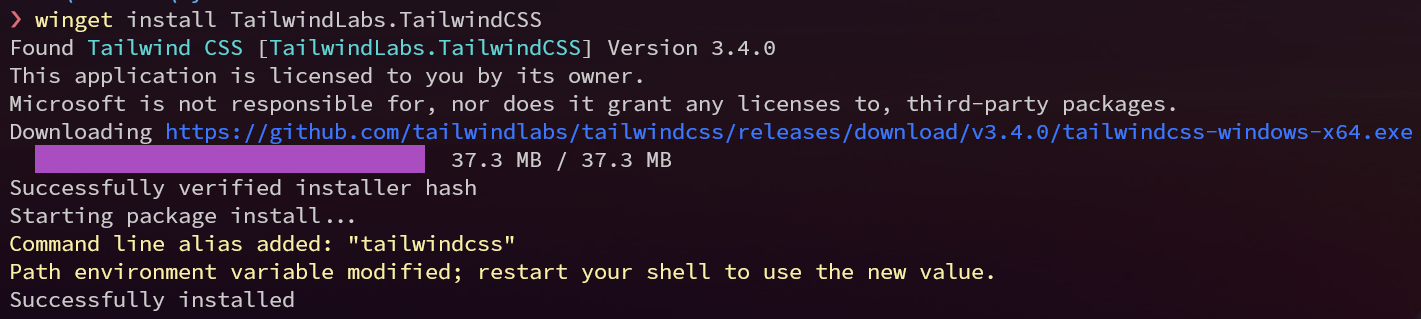 ❯ winget install TailwindLabs.TailwindCSS
Found Tailwind CSS [TailwindLabs.TailwindCSS] Version 3.4.0
This application is licensed to you by its owner.
Microsoft is not responsible for, nor does it grant any licenses to, third-party packages.
Downloading https://github.com/tailwindlabs/tailwindcss/releases/download/v3.4.0/tailwindcss-windows-x64.exe
37.3 MB / 37.3 MB
Successfully verified installer hash
Starting package install...
Command line alias added: "tailwindcss"
Path environment variable modified; restart your shell to use the new value.
Successfully installed